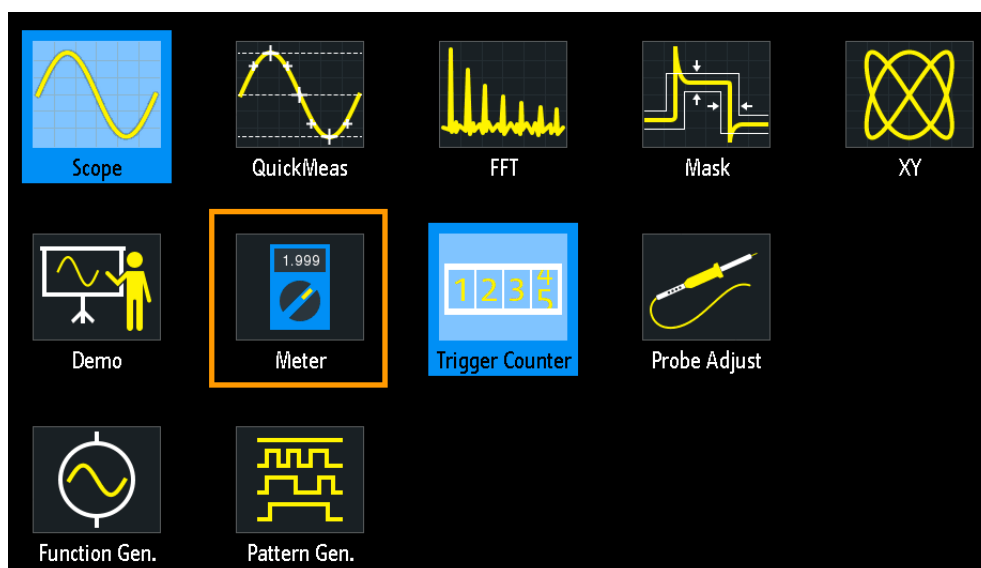 Scope
QuickMeas
FFT
Mask
XY
1.999
1 2 3 4
5
Demo
Meter
Trigger Counter
Probe Adjust
Function Gen.
Pattern Gen.